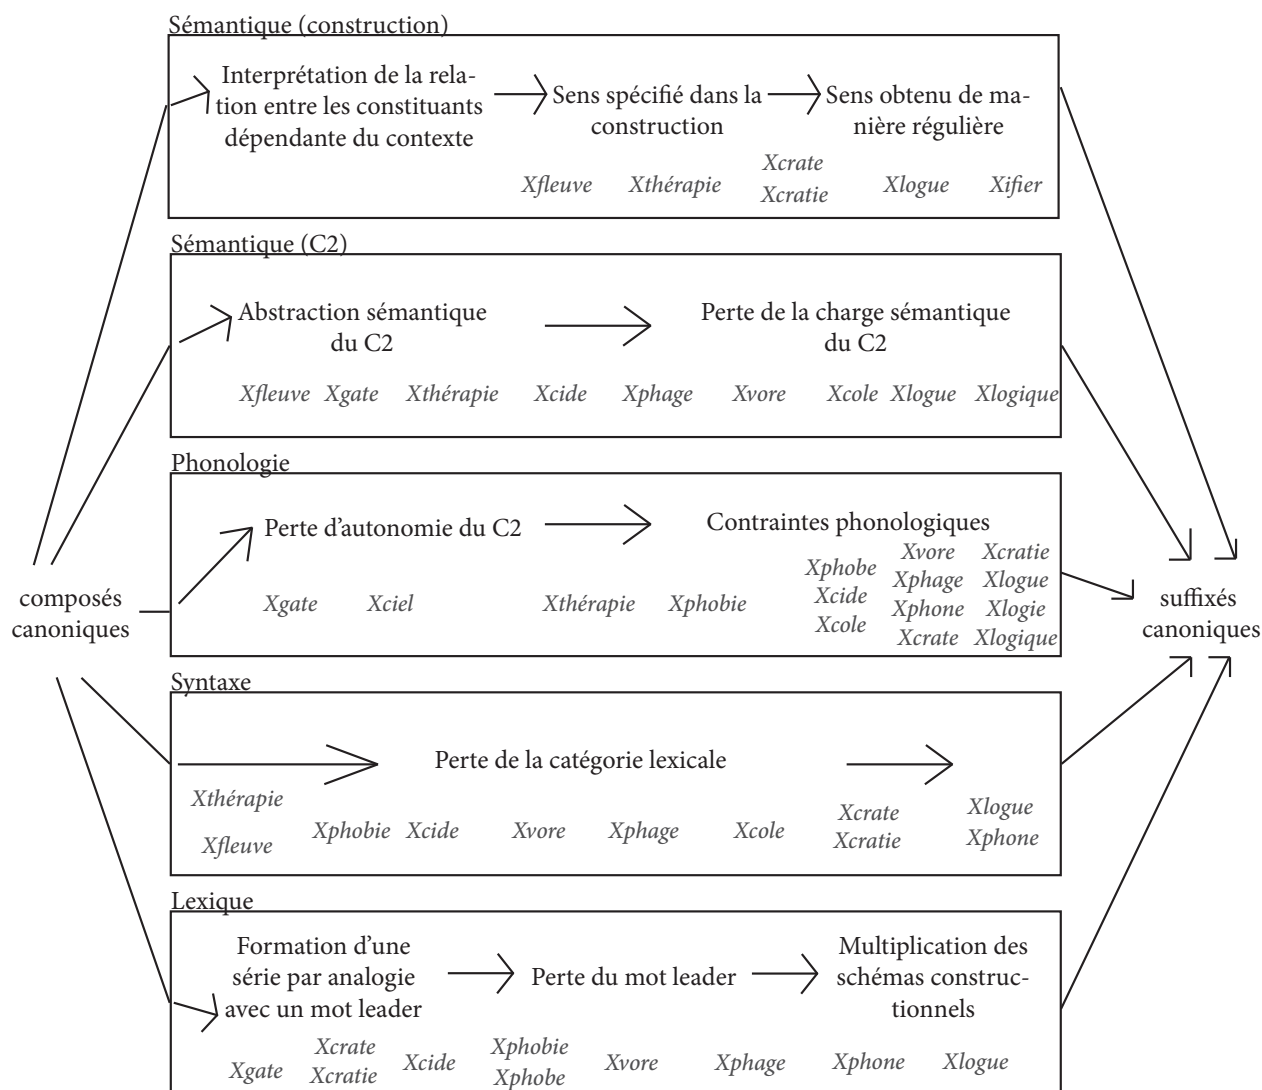 Sémantique (construction)
Interprétation de la rela-
tion entre les constituants
dépendante du contexte
Sens spécifié dans la
construction
Sens obtenu de ma-
nière régulière
Xfleuve
Xthérapie
Xcrate
Xcratie
Xlogue
Xifier
Sémantique (C2)
Abstraction sémantique
du C2
Perte de la charge sémantique
du C2
Xfleuve Xgate Xthérapie Xcide Xphage Xvore Xcole Xlogue Xlogique
Phonologie
Perte d'autonomie du C2
Contraintes phonologiques
Xgate
Xciel
Xthérapie
Xphobie
Xphobe
Xcide
Xcole
Xvore
Xphage
Xphone
Xcrate
Xcratie
Xlogue
Xlogie
Xlogique
composés
canoniques
suffixés
canoniques
Syntaxe
Perte de la catégorie lexicale
Xthérapie
Xfleuve
Xphobie Xcide Xvore Xphage Xcole
Xcrate
Xcratie
Xlogue
Xphone
Lexique
Formation d'une
série par analogie
avec un mot leader
Perte du mot leader
Multiplication des
schémas construc-
tionnels
Xgate
Xcrate
Xcratie
Xcide
Xphobie
Xphobe
Xvore
Xphage
Xphone
Xlogue